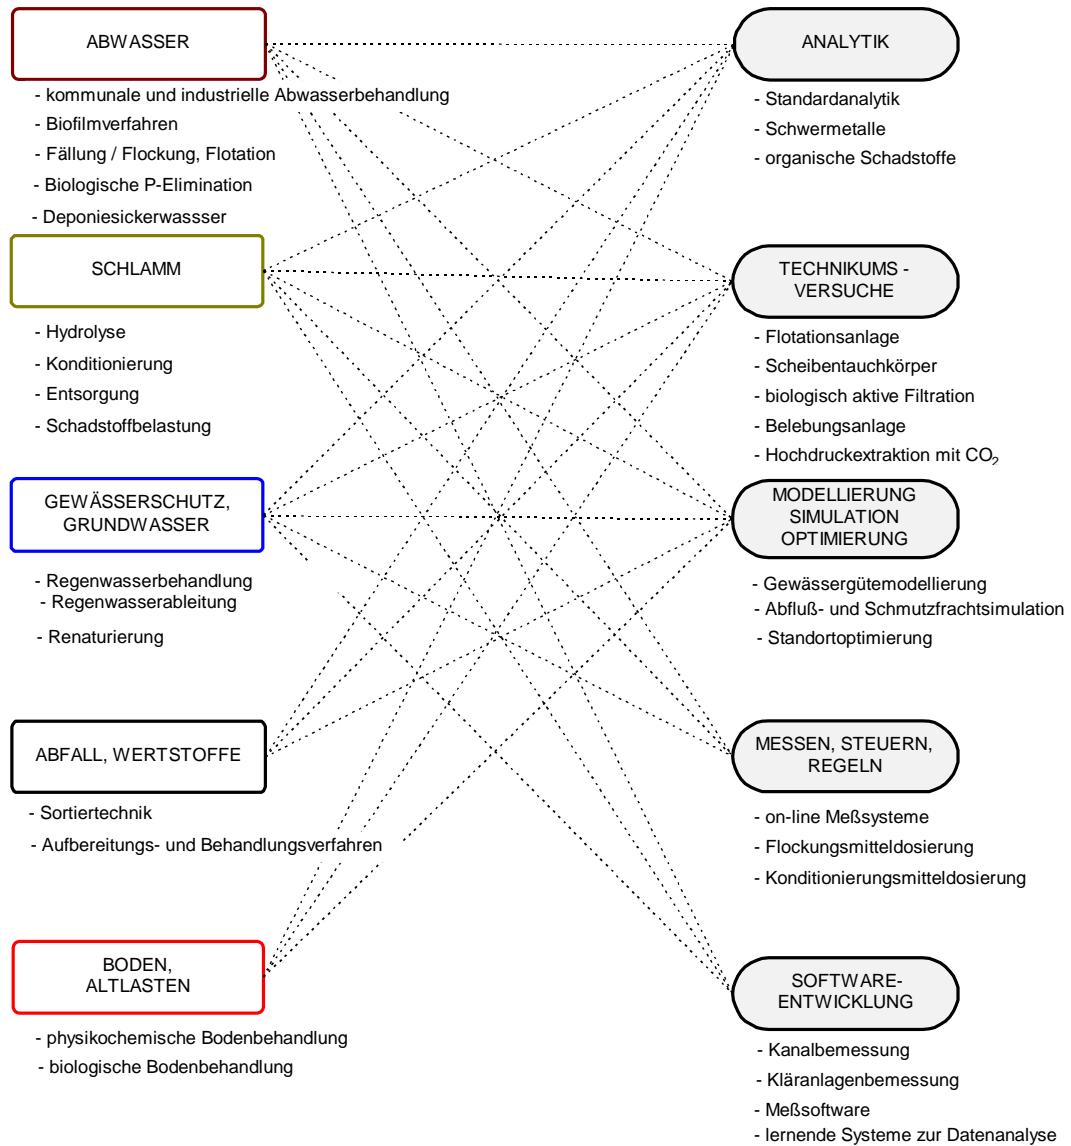 ABWASSER
- kommunale und industrielle Abwasserbehandlung
- Biofilmverfahren
- Fällung / Flockung, Flotation
- Biologische P-Elimination
- Deponiesickerwassser
SCHLAMM
- Hydrolyse
- Konditionierung
- Entsorgung
- Schadstoffbelastung
GEWÄSSERSCHUTZ,
GRUNDWASSER
- Regenwasserbehandlung
- Regenwasserableitung
- Renaturierung
ABFALL, WERTSTOFFE
- Sortiertechnik
- Aufbereitungs- und Behandlungsverfahren
BODEN,
ALTLASTEN
- physikochemische Bodenbehandlung
- biologische Bodenbehandlung
ANALYTIK
- Standardanalytik
- Schwermetalle
- organische Schadstoffe
TECHNIKUMS -
VERSUCHE
- Flotationsanlage
- Scheibentauchkörper
- biologisch aktive Filtration
- Belebungsanlage
- Hochdruckextraktion mit CO₂
MODELLIERUNG
SIMULATION
OPTIMIERUNG
- Gewässergütemodellierung
- Abfluß- und Schmutzfrachtsimulation
- Standortoptimierung
MESSEN, STEUERN,
REGELN
- on-line Meßsysteme
- Flockungsmitteldosierung
- Konditionierungsmitteldosierung
SOFTWARE-
ENTWICKLUNG
- Kanalbemessung
- Kläranlagenbemessung
- Meßsoftware
- lernende Systeme zur Datenanalyse